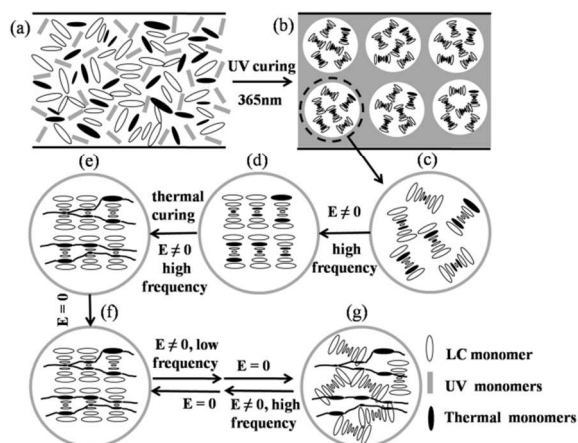 (a)
UV curing
365nm
(b)
(e)
thermal
curing
E ≠ 0
high
frequency
(d)
E ≠ 0
high
frequency
(c)
E = 0
(f)
E ≠ 0, low
frequency
E = 0
E = 0
E ≠ 0, high
frequency
(g)
LC monomer
UV monomers
Thermal monomers